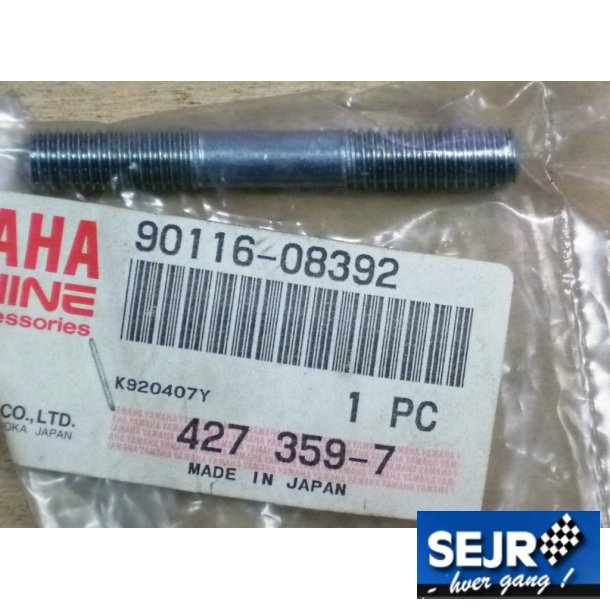 AHA
90116-08392
INE
essories
K920407Y
1 PC
CO.,LTD.
OKA JAPAN
427 359-7
MADE IN JAPAN
SEJR
- hver gang !